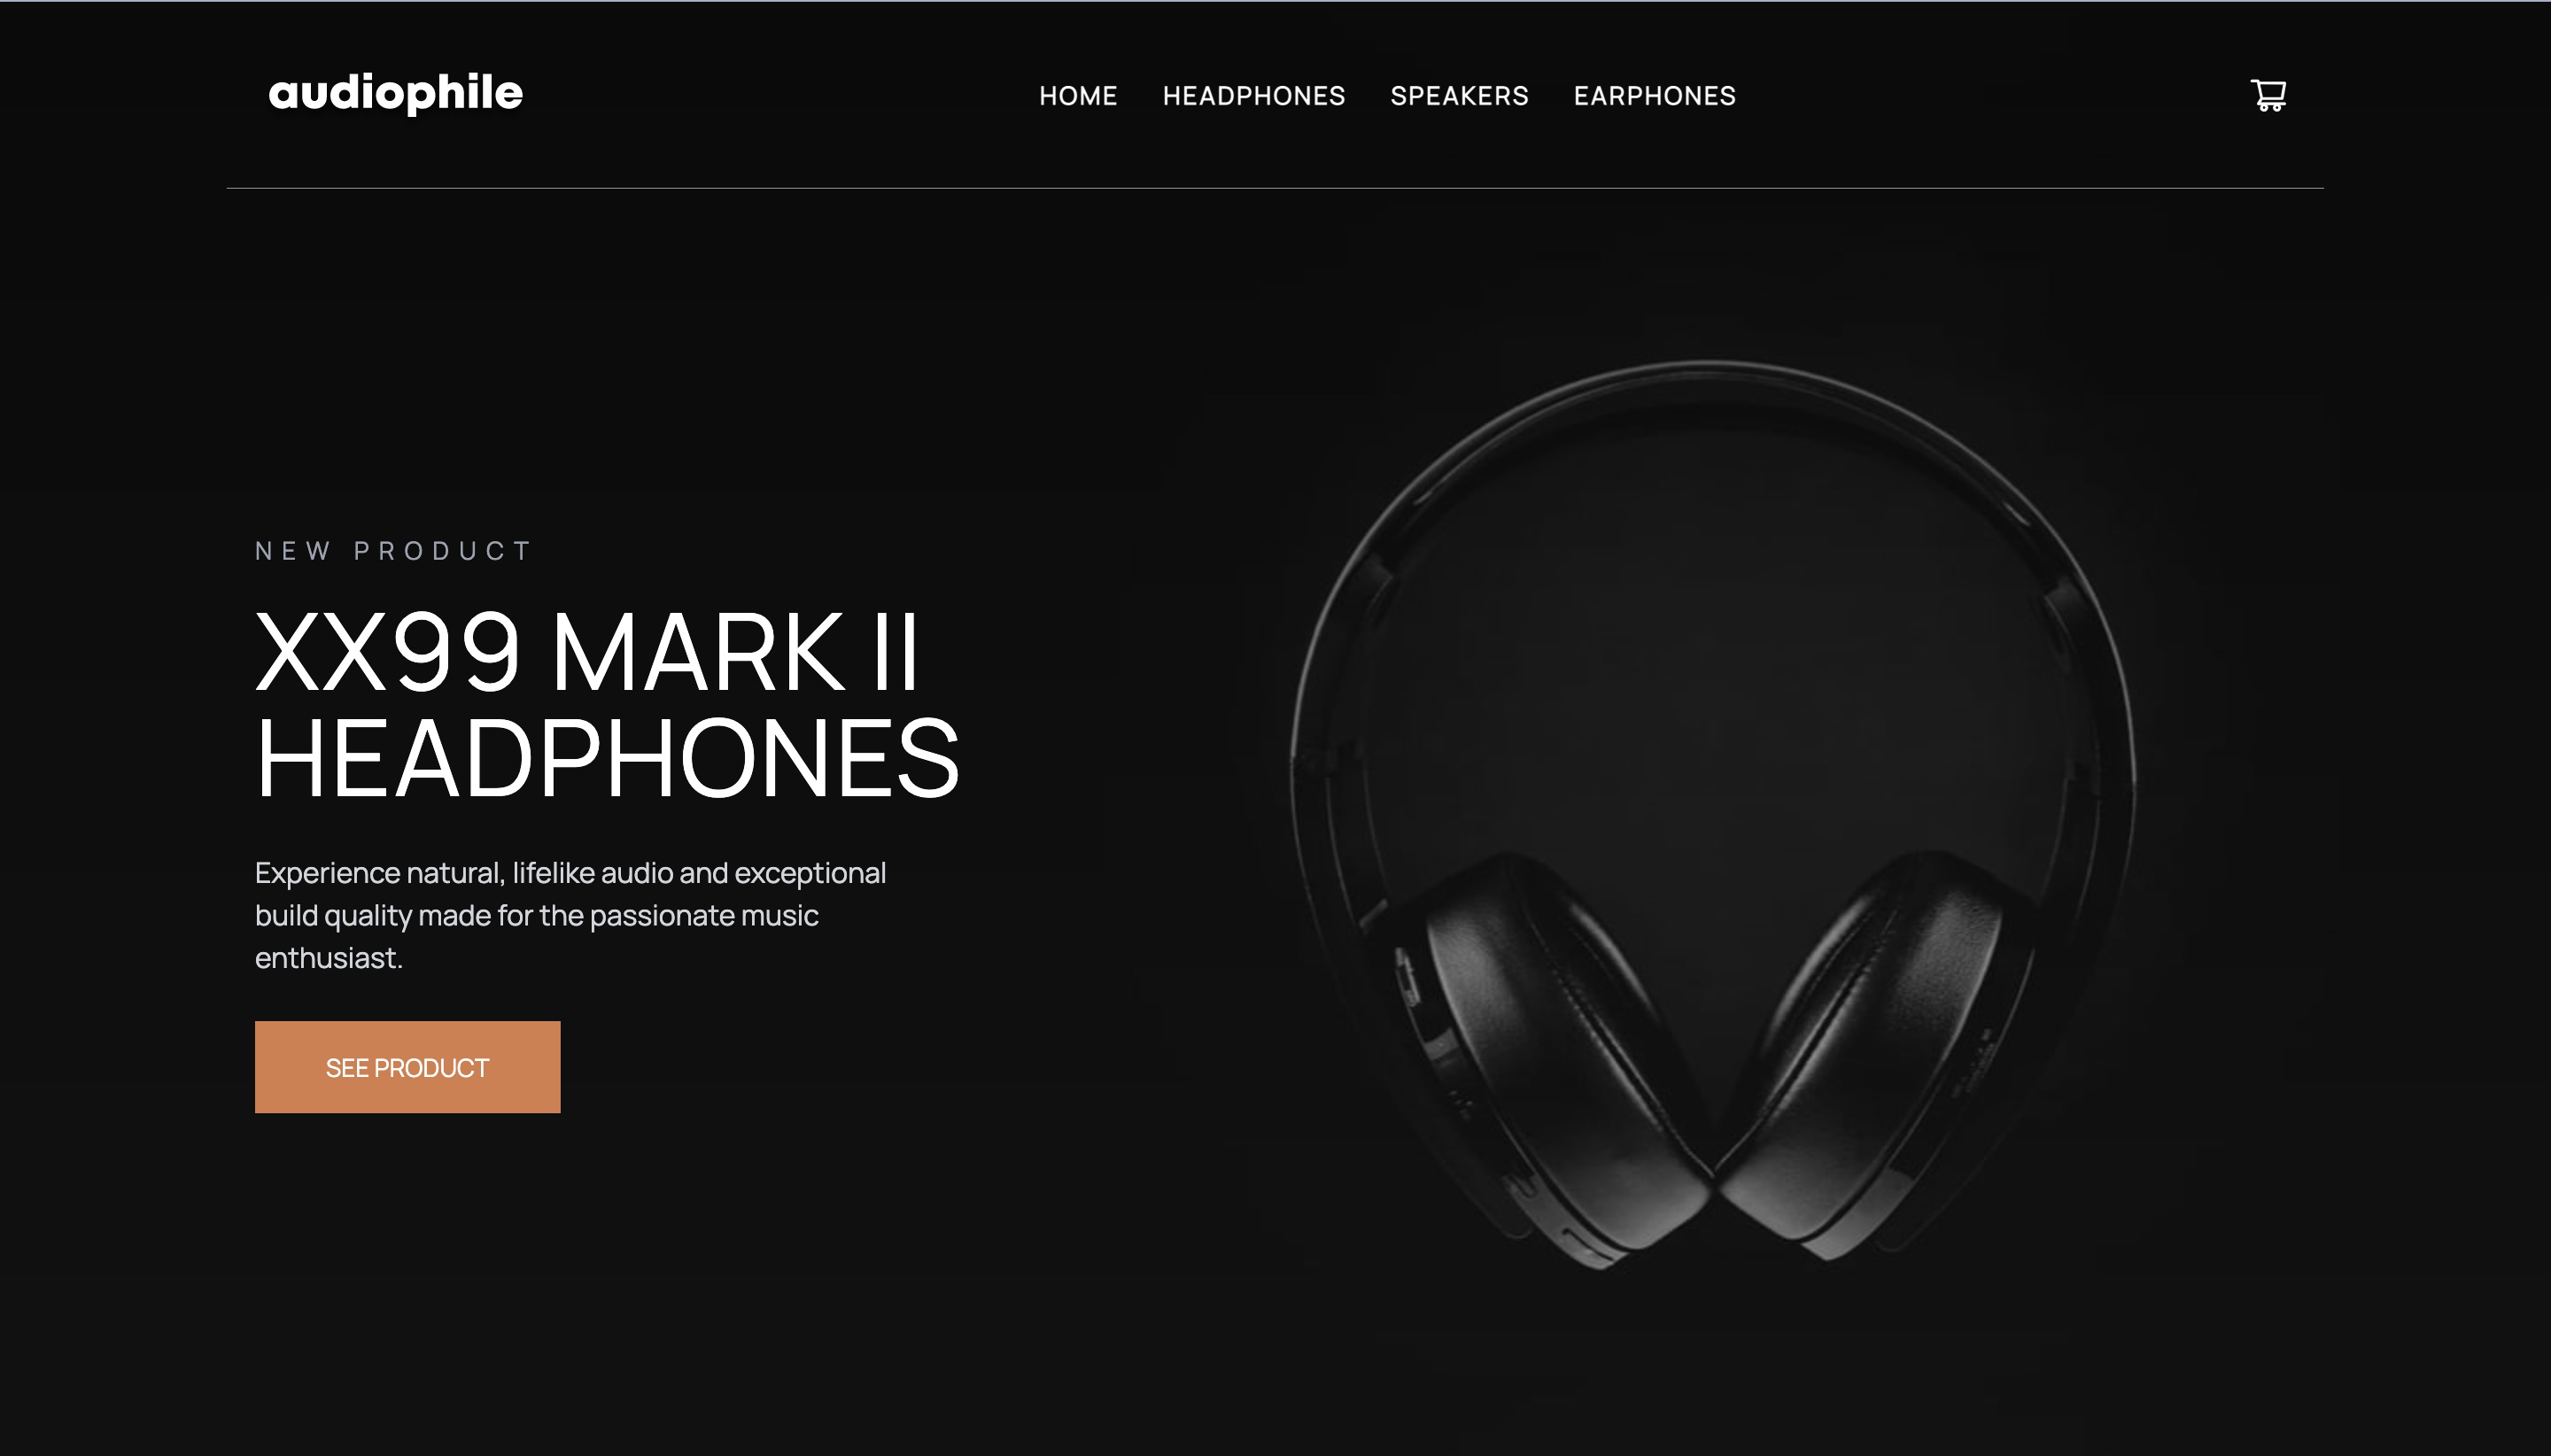 audiophile
HOME HEADPHONES SPEAKERS EARPHONES
NEW PRODUCT
XX99 MARK II
HEADPHONES
Experience natural, lifelike audio and exceptional
build quality made for the passionate music
enthusiast.
SEE PRODUCT